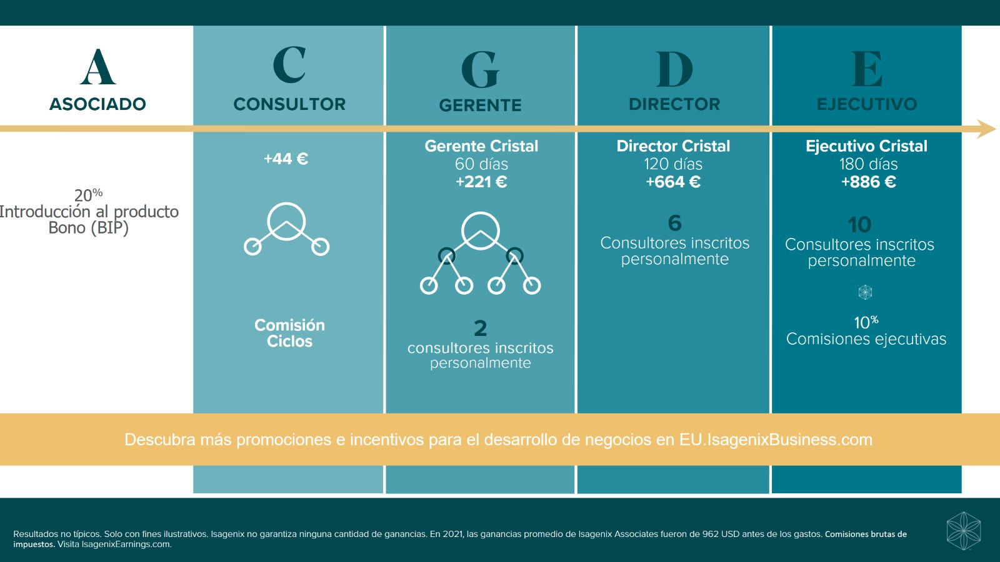 A
ASOCIADO
20%
Introducción al producto
Bono (BIP)
C
CONSULTOR
+44 €
Comisión
Ciclos
G
GERENTE
Gerente Cristal
60 días
+221 €
2
consultores inscritos
personalmente
D
DIRECTOR
Director Cristal
120 días
+664 €
6
Consultores inscritos
personalmente
E
EJECUTIVO
Ejecutivo Cristal
180 días
+886 €
10
Consultores inscritos
personalmente
10%
Comisiones ejecutivas
Descubra más promociones e incentivos para el desarrollo de negocios en EU.IsagenixBusiness.com
Resultados no típicos. Solo con fines ilustrativos. Isagenix no garantiza ninguna cantidad de ganancias. En 2021, las ganancias promedio de Isagenix Associates fueron de 962 USD antes de los gastos. Comisiones brutas de
impuestos. Visita IsagenixEarnings.com.